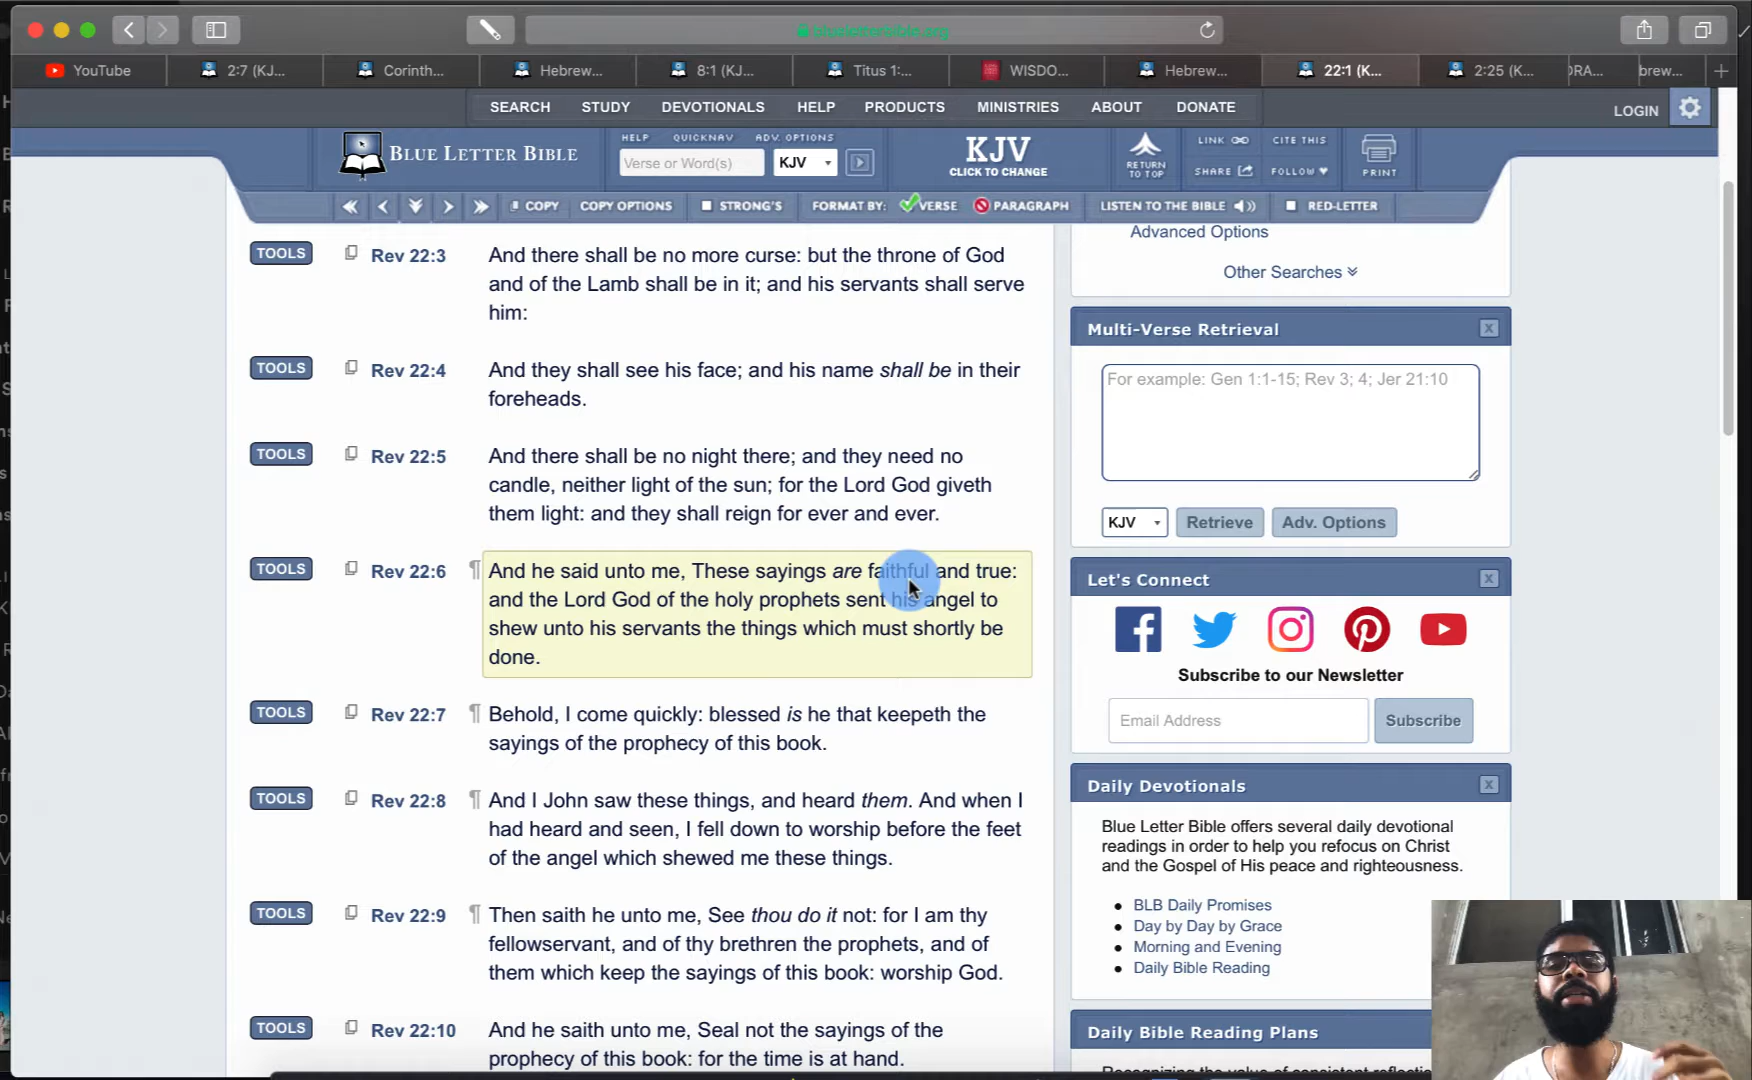 blueletterbible.org
YouTube
2:7 (KJ...
Corinth...
Hebrew...
8:1 (KJ...
Titus 1:...
WISDO...
Hebrew...
22:1 (K...
2:25 (K...
brew...
SEARCH STUDY DEVOTIONALS HELP PRODUCTS MINISTRIES ABOUT DONATE
LOGIN
BLUE LETTER BIBLE
HELP QUICKNAV ADV. OPTIONS
Verse or Word(s) KJV
KJV
CLICK TO CHANGE
RETURN
TO TOP
LINK CITE THIS
SHARE FOLLOW
PRINT
COPY COPY OPTIONS STRONG'S FORMAT BY: VERSE PARAGRAPH LISTEN TO THE BIBLE RED-LETTER
TOOLS Rev 22:3 And there shall be no more curse: but the throne of God
and of the Lamb shall be in it; and his servants shall serve
him:
TOOLS Rev 22:4 And they shall see his face; and his name shall be in their
foreheads.
TOOLS Rev 22:5 And there shall be no night there; and they need no
candle, neither light of the sun; for the Lord God giveth
them light: and they shall reign for ever and ever.
TOOLS Rev 22:6 ¶ And he said unto me, These sayings are faithful and true:
and the Lord God of the holy prophets sent his angel to
shew unto his servants the things which must shortly be
done.
TOOLS Rev 22:7 ¶ Behold, I come quickly: blessed is he that keepeth the
sayings of the prophecy of this book.
TOOLS Rev 22:8 ¶ And I John saw these things, and heard them. And when I
had heard and seen, I fell down to worship before the feet
of the angel which shewed me these things.
TOOLS Rev 22:9 ¶ Then saith he unto me, See thou do it not: for I am thy
fellowservant, and of thy brethren the prophets, and of
them which keep the sayings of this book: worship God.
TOOLS Rev 22:10 And he saith unto me, Seal not the sayings of the
prophecy of this book: for the time is at hand.
Advanced Options
Other Searches
Multi-Verse Retrieval
For example: Gen 1:1-15; Rev 3; 4; Jer 21:10
KJV Retrieve Adv. Options
Let's Connect
Subscribe to our Newsletter
Email Address Subscribe
Daily Devotionals
Blue Letter Bible offers several daily devotional
readings in order to help you refocus on Christ
and the Gospel of His peace and righteousness.
BLB Daily Promises
Day by Day by Grace
Morning and Evening
Daily Bible Reading
Daily Bible Reading Plans